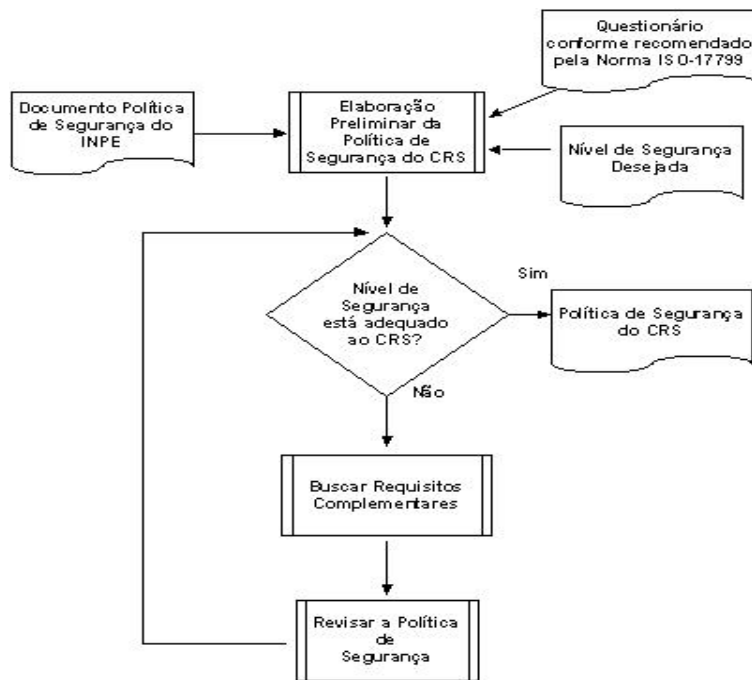 Questionário
conforme recomendado
pela Norma ISO-17799
Documento Política
de Segurança do
INPE
Elaboração
Preliminar da
Política de
Segurança do CRS
Nível de Segurança
Desejada
Nível de
Segurança
está adequado
ao CRS?
Sim
Política de Segurança
do CRS
Não
Buscar Requisitos
Complementares
Revisar a Política
de
Segurança